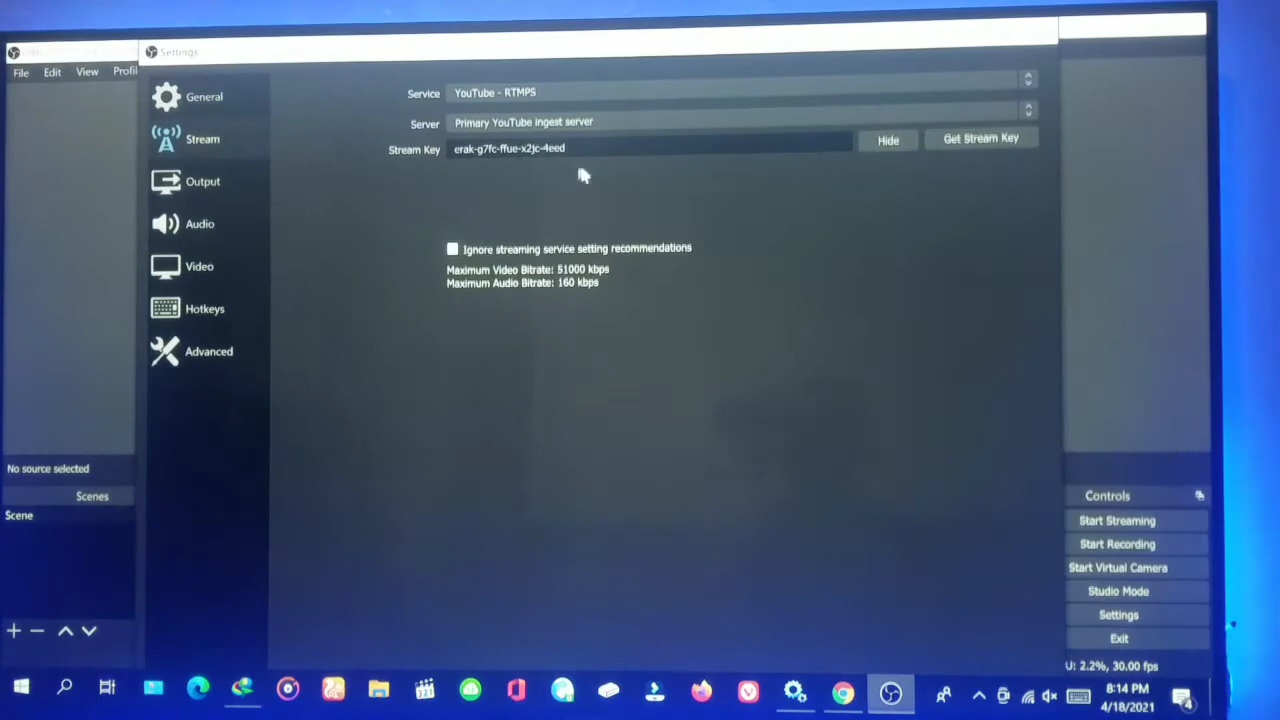 Settings
File Edit View Profil
General
Stream
Output
Audio
Video
Hotkeys
Advanced
Service YouTube - RTMPS
Server Primary YouTube ingest server
Stream Key erak-g7fc-ffue-x2jc-4eed Hide Get Stream Key
Ignore streaming service setting recommendations
Maximum Video Bitrate: 51000 kbps
Maximum Audio Bitrate: 160 kbps
No source selected
Scenes
Scene
Controls
Start Streaming
Start Recording
Start Virtual Camera
Studio Mode
Settings
Exit
U: 2.2%, 30.00 fps
8:14 PM
4/18/2021
4